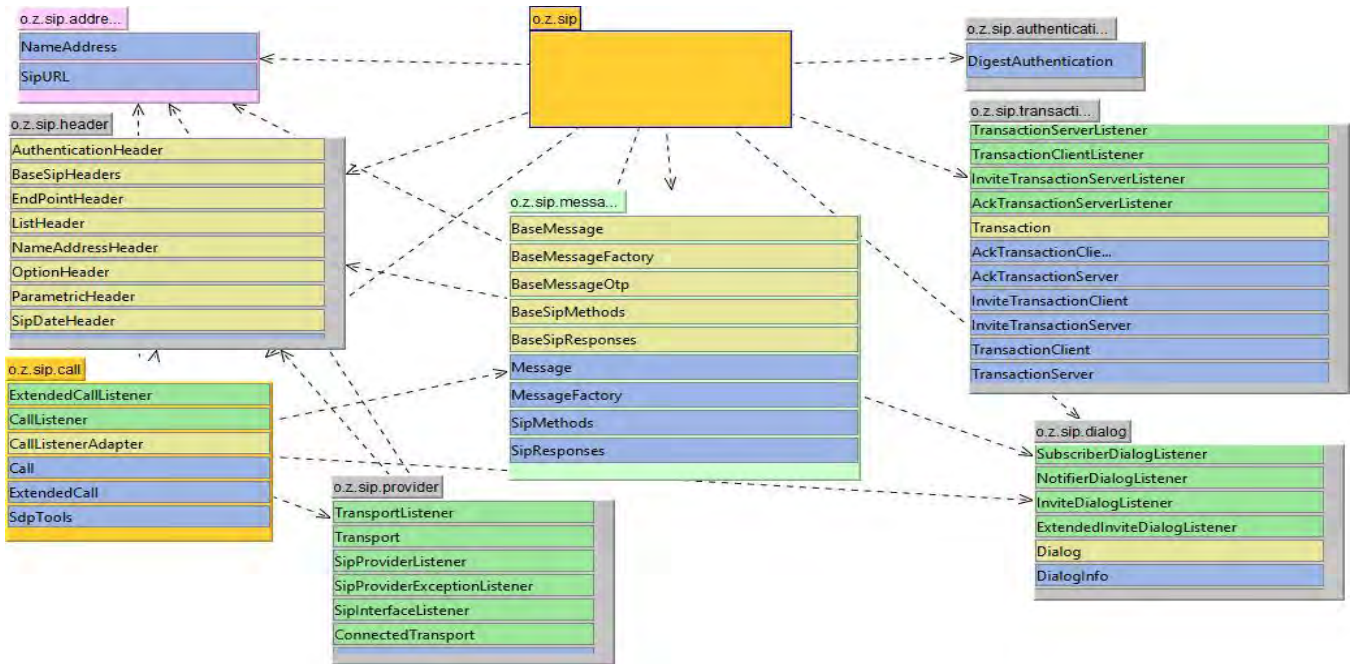 o.z.sip.addre...
NameAddress
SipURL
o.z.sip
o.z.sip.authenticati...
DigestAuthentication
o.z.sip.header
AuthenticationHeader
BaseSipHeaders
EndPointHeader
ListHeader
NameAddressHeader
OptionHeader
ParametricHeader
SipDateHeader
o.z.sip.messa...
BaseMessage
BaseMessageFactory
BaseMessageOtp
BaseSipMethods
BaseSipResponses
Message
MessageFactory
SipMethods
SipResponses
o.z.sip.transacti...
TransactionServerListener
TransactionClientListener
InviteTransactionServerListener
AckTransactionServerListener
Transaction
AckTransactionClie...
AckTransactionServer
InviteTransactionClient
InviteTransactionServer
TransactionClient
TransactionServer
o.z.sip.call
ExtendedCallListener
CallListener
CallListenerAdapter
Call
ExtendedCall
SdpTools
o.z.sip.provider
TransportListener
Transport
SipProviderListener
SipProviderExceptionListener
SipInterfaceListener
ConnectedTransport
o.z.sip.dialog
SubscriberDialogListener
NotifierDialogListener
InviteDialogListener
ExtendedInviteDialogListener
Dialog
DialogInfo